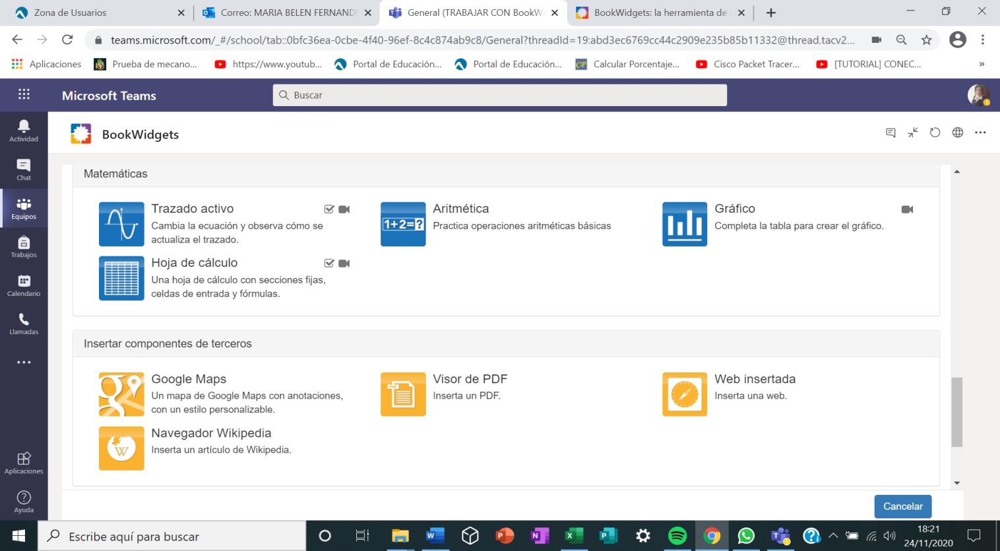 Zona de Usuarios
Correo: MARIA BELEN FERNAND
General (TRABAJAR CON BookW
BookWidgets: la herramienta de
teams.microsoft.com/_#/school/tab::0bfc36ea-0cbe-4f40-96ef-8c4c874ab9c8/General?threadId=19:abd3ec6769cc44c2909e235b85b11332@thread.tacv2...
Aplicaciones
Prueba de mecano...
https://www.youtub...
Portal de Educación...
Portal de Educación...
CP
Calcular Porcentaje...
Cisco Packet Tracer...
[TUTORIAL] CONEC...
»
Microsoft Teams
Buscar
Actividad
Chat
Equipos
Trabajos
Calendario
Llamadas
Aplicaciones
Ayuda
BookWidgets
Matemáticas
Trazado activo
Cambia la ecuación y observa cómo se
actualiza el trazado.
1+2=?
Aritmética
Practica operaciones aritméticas básicas
Gráfico
Completa la tabla para crear el gráfico.
Hoja de cálculo
Una hoja de cálculo con secciones fijas,
celdas de entrada y fórmulas.
Insertar componentes de terceros
Google Maps
Un mapa de Google Maps con anotaciones,
con un estilo personalizable.
Visor de PDF
Inserta un PDF.
Web insertada
Inserta una web.
W
Navegador Wikipedia
Inserta un artículo de Wikipedia.
Cancelar
Escribe aquí para buscar
18:21
24/11/2020